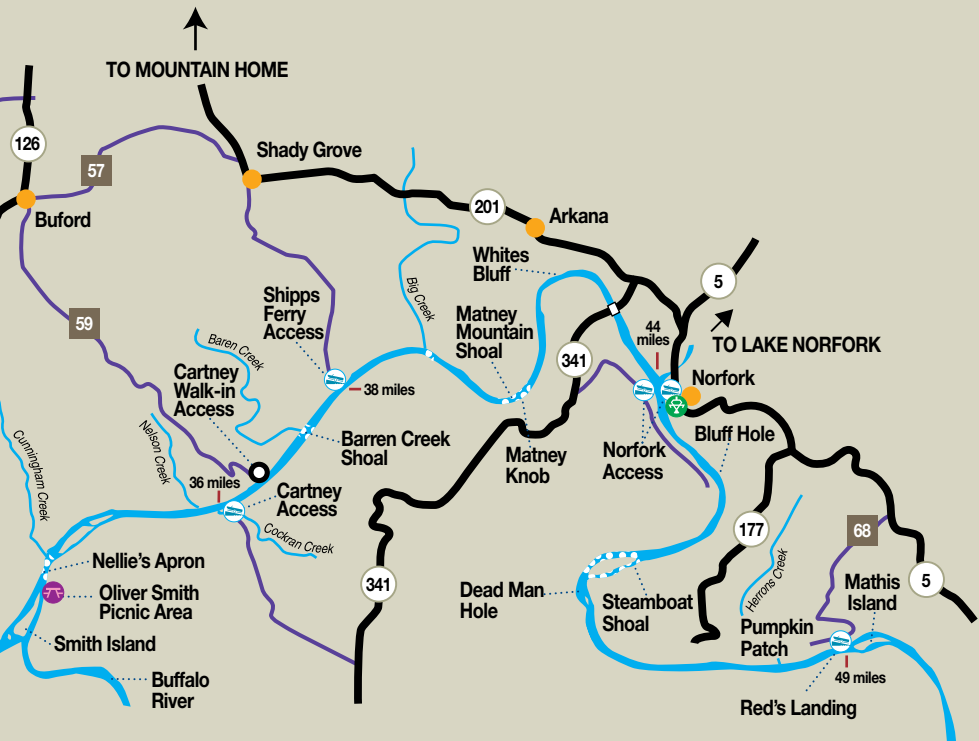 TO MOUNTAIN HOME
126
57
Shady Grove
Buford
201
Arkana
Whites
Bluff
5
Big Creek
Shipps
Ferry
Access
Matney
Mountain
Shoal
59
44
miles
TO LAKE NORFORK
Baren Creek
341
Cartney
Walk-in
Access
38 miles
Norfork
Nelson Creek
Barren Creek
Shoal
Matney
Knob
Norfork
Access
Bluff Hole
Cunningham Creek
36 miles
Cartney
Access
Cockran Creek
177
68
Nellie's Apron
Oliver Smith
Picnic Area
341
Dead Man
Hole
Steamboat
Shoal
Herrons Creek
Mathis
Island
5
Smith Island
Pumpkin
Patch
Buffalo
River
49 miles
Red's Landing